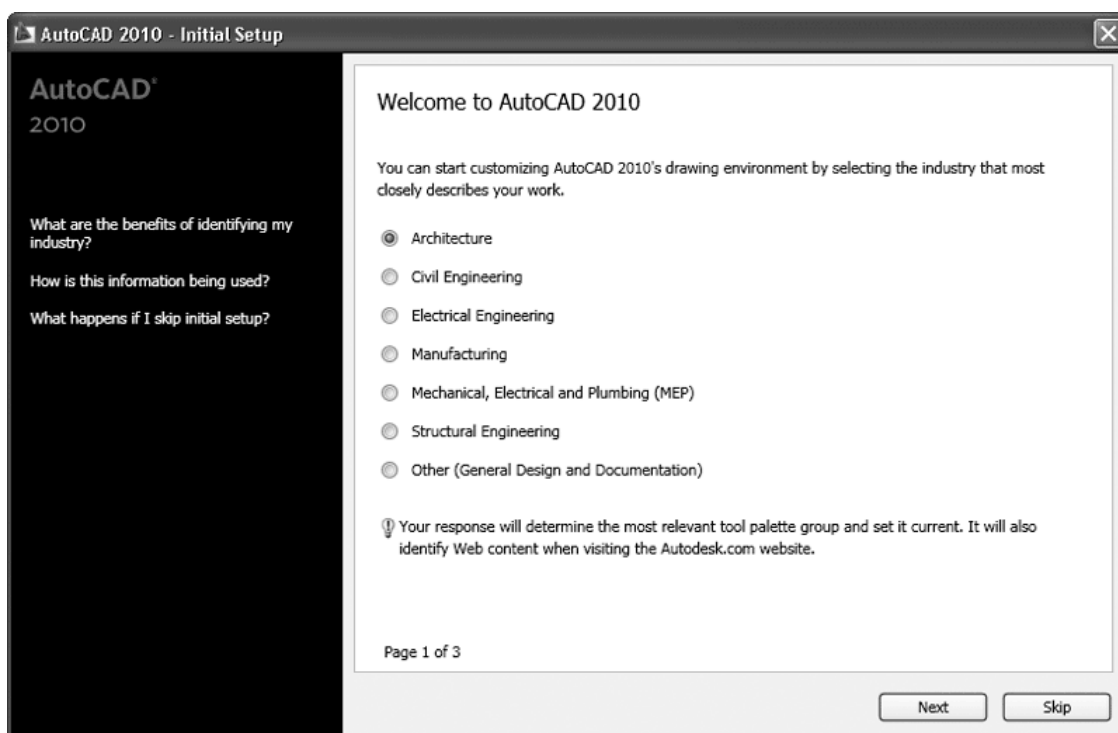 AutoCAD 2010 - Initial Setup
AutoCAD®
2010
What are the benefits of identifying my
industry?
How is this information being used?
What happens if I skip initial setup?
Welcome to AutoCAD 2010
You can start customizing AutoCAD 2010's drawing environment by selecting the industry that most
closely describes your work.
Architecture
Civil Engineering
Electrical Engineering
Manufacturing
Mechanical, Electrical and Plumbing (MEP)
Structural Engineering
Other (General Design and Documentation)
Your response will determine the most relevant tool palette group and set it current. It will also
identify Web content when visiting the Autodesk.com website.
Page 1 of 3
Next
Skip